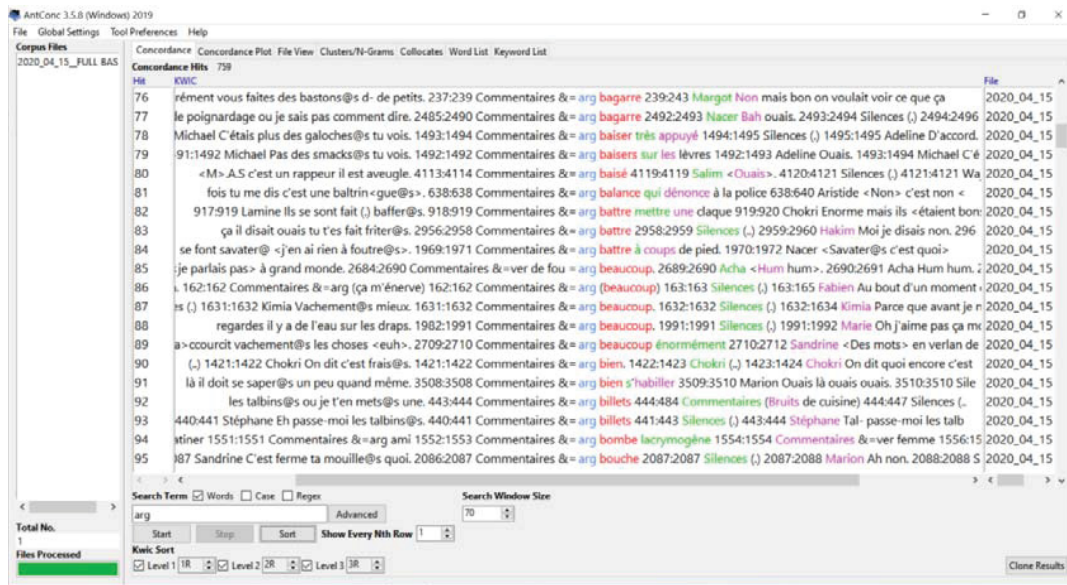 AntConc 3.5.8 (Windows) 2019
File Global Settings Tool Preferences Help
Corpus Files
2020_04_15__FULL BAS
Concordance Concordance Plot File View Clusters/N-Grams Collocates Word List Keyword List
Concordance Hits 759
Hit KWIC File
76 rément vous faites des bastons@s d- de petits. 237:239 Commentaires &= arg bagarre 239:243 Margot Non mais bon on voulait voir ce que ça 2020_04_15
77 le poignardage ou je sais pas comment dire. 2485:2490 Commentaires &= arg bagarre 2492:2493 Nacer Bah ouais. 2493:2494 Silences (.) 2494:2496 2020_04_15
78 Michael C'étais plus des galoches@s tu vois. 1493:1494 Commentaires &= arg baiser très appuyé 1494:1495 Silences (.) 1495:1495 Adeline D'accord. 2020_04_15
79 91:1492 Michael Pas des smacks@s tu vois. 1492:1492 Commentaires &= arg baisers sur les lèvres 1492:1493 Adeline Ouais. 1493:1494 Michael C'é 2020_04_15
80 <M>.A.S c'est un rappeur il est aveugle. 4113:4114 Commentaires &= arg baisé 4119:4119 Salim <Ouais>. 4120:4121 Silences (.) 4121:4121 Wa 2020_04_15
81 fois tu me dis c'est une baltrin<gue@s>. 638:638 Commentaires &= arg balance qui dénonce à la police 638:640 Aristide <Non> c'est non < 2020_04_15
82 917:919 Lamine Ils se sont fait (.) baffer@s. 918:919 Commentaires &= arg battre mettre une claque 919:920 Chokri Enorme mais ils <étaient bon: 2020_04_15
83 ça il disait ouais tu t'es fait friter@s. 2956:2958 Commentaires &= arg battre 2958:2959 Silences (..) 2959:2960 Hakim Moi je disais non. 296 2020_04_15
84 se font savater@ <j'en ai rien à foutre@s>. 1969:1971 Commentaires &= arg battre à coups de pied. 1970:1972 Nacer <Savater@s c'est quoi> 2020_04_15
85 <je parlais pas> à grand monde. 2684:2690 Commentaires &=ver de fou = arg beaucoup. 2689:2690 Acha <Hum hum>. 2690:2691 Acha Hum hum. 2020_04_15
86 . 162:162 Commentaires &=arg (ça m'énerve) 162:162 Commentaires &= arg (beaucoup) 163:163 Silences (.) 163:165 Fabien Au bout d'un moment 2020_04_15
87 es (.) 1631:1632 Kimia Vachement@s mieux. 1631:1632 Commentaires &= arg beaucoup. 1632:1632 Silences (.) 1632:1634 Kimia Parce que avant je n 2020_04_15
88 regardes il y a de l'eau sur les draps. 1982:1991 Commentaires &= arg beaucoup. 1991:1991 Silences (.) 1991:1992 Marie Oh j'aime pas ça mo 2020_04_15
89 a>ccourcit vachement@s les choses <euh>. 2709:2710 Commentaires &= arg beaucoup énormément 2710:2712 Sandrine <Des mots> en verlan de 2020_04_15
90 (..) 1421:1422 Chokri On dit c'est frais@s. 1421:1422 Commentaires &= arg bien. 1422:1423 Chokri (..) 1423:1424 Chokri On dit quoi encore c'est 2020_04_15
91 là il doit se saper@s un peu quand même. 3508:3508 Commentaires &= arg bien s'habiller 3509:3510 Marion Ouais là ouais ouais. 3510:3510 Sile 2020_04_15
92 les talbins@s ou je t'en mets@s une. 443:444 Commentaires &= arg billets 444:484 Commentaires (Bruits de cuisine) 444:447 Silences (.. 2020_04_15
93 440:441 Stéphane Eh passe-moi les talbins@s. 440:441 Commentaires &= arg billets 441:443 Silences (.) 443:444 Stéphane Tal- passe-moi les talb 2020_04_15
94 atiner 1551:1551 Commentaires &=arg ami 1552:1553 Commentaires &= arg bombe lacrymogène 1554:1554 Commentaires &=ver femme 1556:15 2020_04_15
95 087 Sandrine C'est ferme ta mouille@s quoi. 2086:2087 Commentaires &= arg bouche 2087:2087 Silences (.) 2087:2088 Marion Ah non. 2088:2088 S 2020_04_15
Search Term Words Case Regex Search Window Size
arg Advanced 70
Total No.
1
Start Stop Sort Show Every Nth Row 1
Files Processed
Kwic Sort
Level 1 1R Level 2 2R Level 3 3R Clone Results